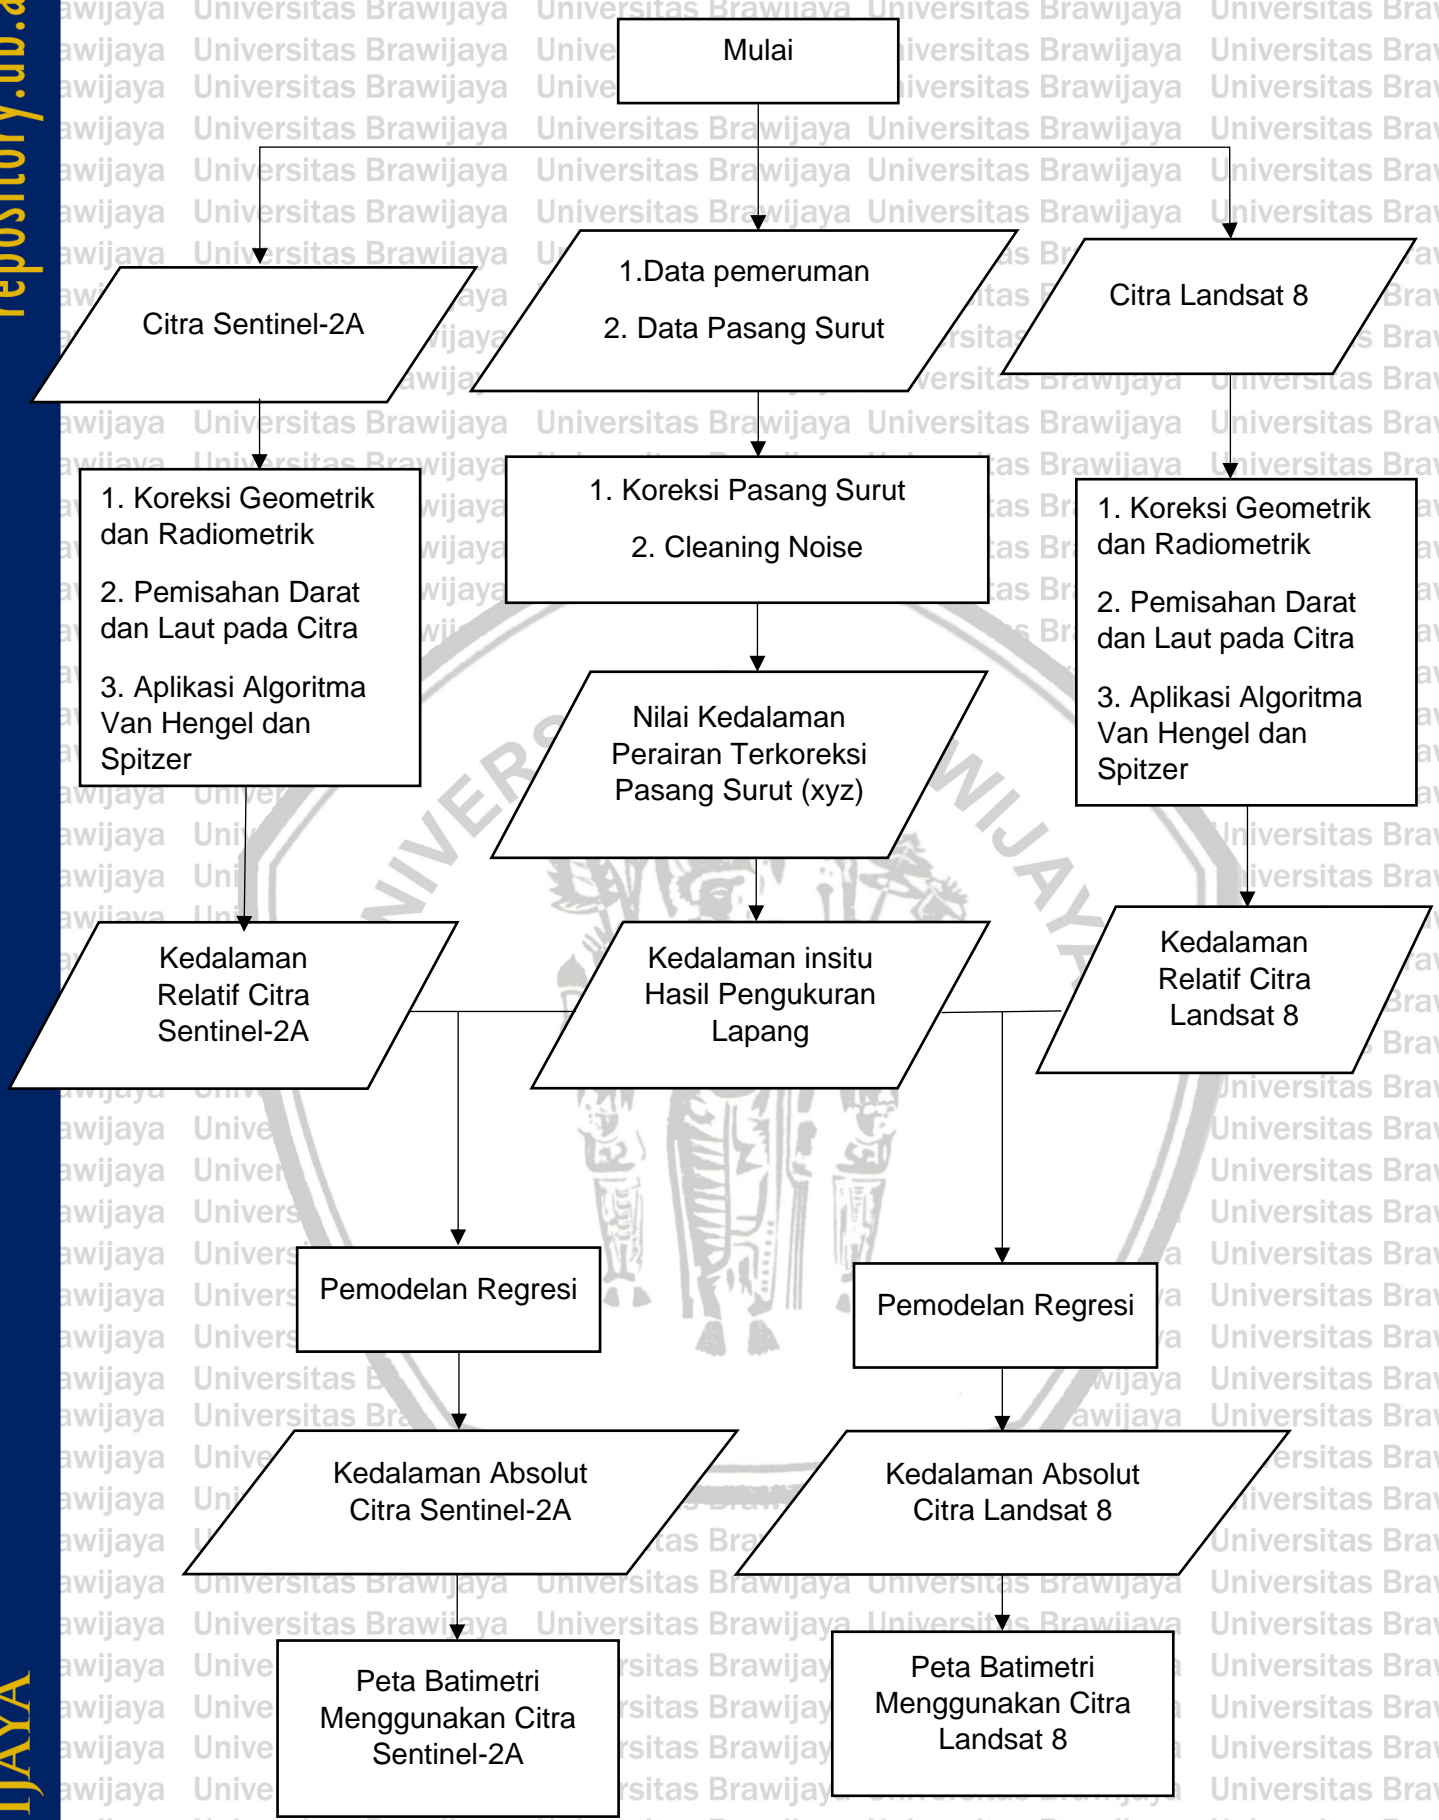 Mulai
Citra Sentinel-2A
1.Data pemeruman
2. Data Pasang Surut
Citra Landsat 8
1. Koreksi Geometrik
dan Radiometrik
2. Pemisahan Darat
dan Laut pada Citra
3. Aplikasi Algoritma
Van Hengel dan
Spitzer
1. Koreksi Pasang Surut
2. Cleaning Noise
1. Koreksi Geometrik
dan Radiometrik
2. Pemisahan Darat
dan Laut pada Citra
3. Aplikasi Algoritma
Van Hengel dan
Spitzer
Nilai Kedalaman
Perairan Terkoreksi
Pasang Surut (xyz)
Kedalaman
Relatif Citra
Sentinel-2A
Kedalaman insitu
Hasil Pengukuran
Lapang
Kedalaman
Relatif Citra
Landsat 8
Pemodelan Regresi
Pemodelan Regresi
Kedalaman Absolut
Citra Sentinel-2A
Kedalaman Absolut
Citra Landsat 8
Peta Batimetri
Menggunakan Citra
Sentinel-2A
Peta Batimetri
Menggunakan Citra
Landsat 8